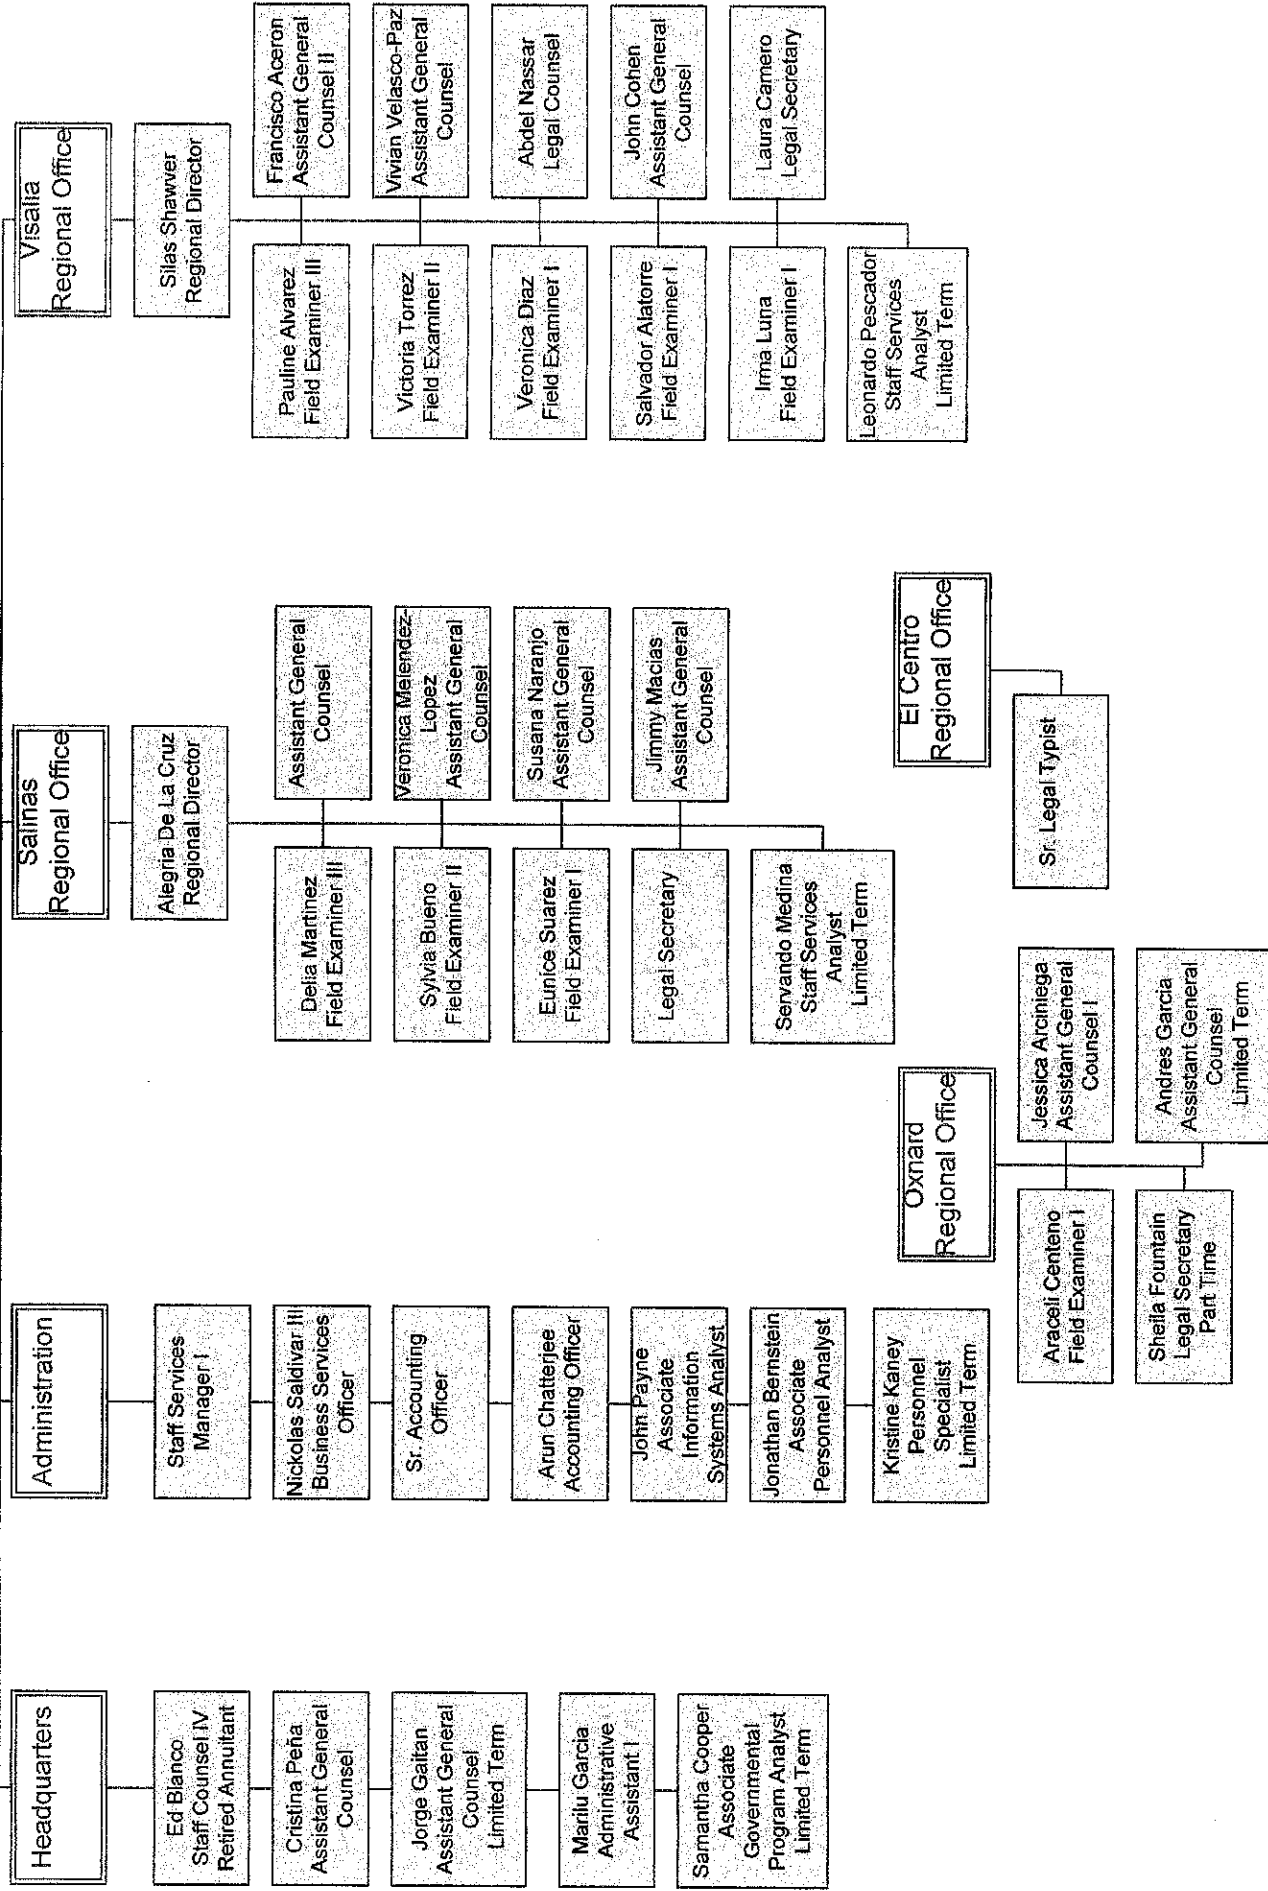 Headquarters
Ed Blanco
Staff Counsel IV
Retired Annuitant
Cristina Peña
Assistant General
Counsel
Jorge Gaitan
Assistant General
Counsel
Limited Term
Marilu Garcia
Administrative
Assistant I
Samantha Cooper
Associate
Governmental
Program Analyst
Limited Term
Administration
Staff Services
Manager I
Nickolas Saldivar III
Business Services
Officer
Sr. Accounting
Officer
Arun Chatterjee
Accounting Officer
John Payne
Associate
Information
Systems Analyst
Jonathan Bernstein
Associate
Personnel Analyst
Kristine Kaney
Personnel
Specialist
Limited Term
Salinas
Regional Office
Alegria De La Cruz
Regional Director
Delia Martinez
Field Examiner III
Assistant General
Counsel
Sylvia Bueno
Field Examiner II
Veronica Melendez-
Lopez
Assistant General
Counsel
Eunice Suarez
Field Examiner I
Susana Naranjo
Assistant General
Counsel
Legal Secretary
Jimmy Macias
Assistant General
Counsel
Servando Medina
Staff Services
Analyst
Limited Term
Visalia
Regional Office
Silas Shawver
Regional Director
Pauline Alvarez
Field Examiner III
Francisco Aceron
Assistant General
Counsel II
Victoria Torrez
Field Examiner II
Vivian Velasco-Paz
Assistant General
Counsel
Veronica Diaz
Field Examiner I
Abdel Nassar
Legal Counsel
Salvador Alatorre
Field Examiner I
John Cohen
Assistant General
Counsel
Irma Luna
Field Examiner I
Laura Camero
Legal Secretary
Leonardo Pescador
Staff Services
Analyst
Limited Term
Oxnard
Regional Office
Araceli Centeno
Field Examiner I
Jessica Arciniega
Assistant General
Counsel I
Sheila Fountain
Legal Secretary
Part Time
Andres Garcia
Assistant General
Counsel
Limited Term
El Centro
Regional Office
Sr. Legal Typist